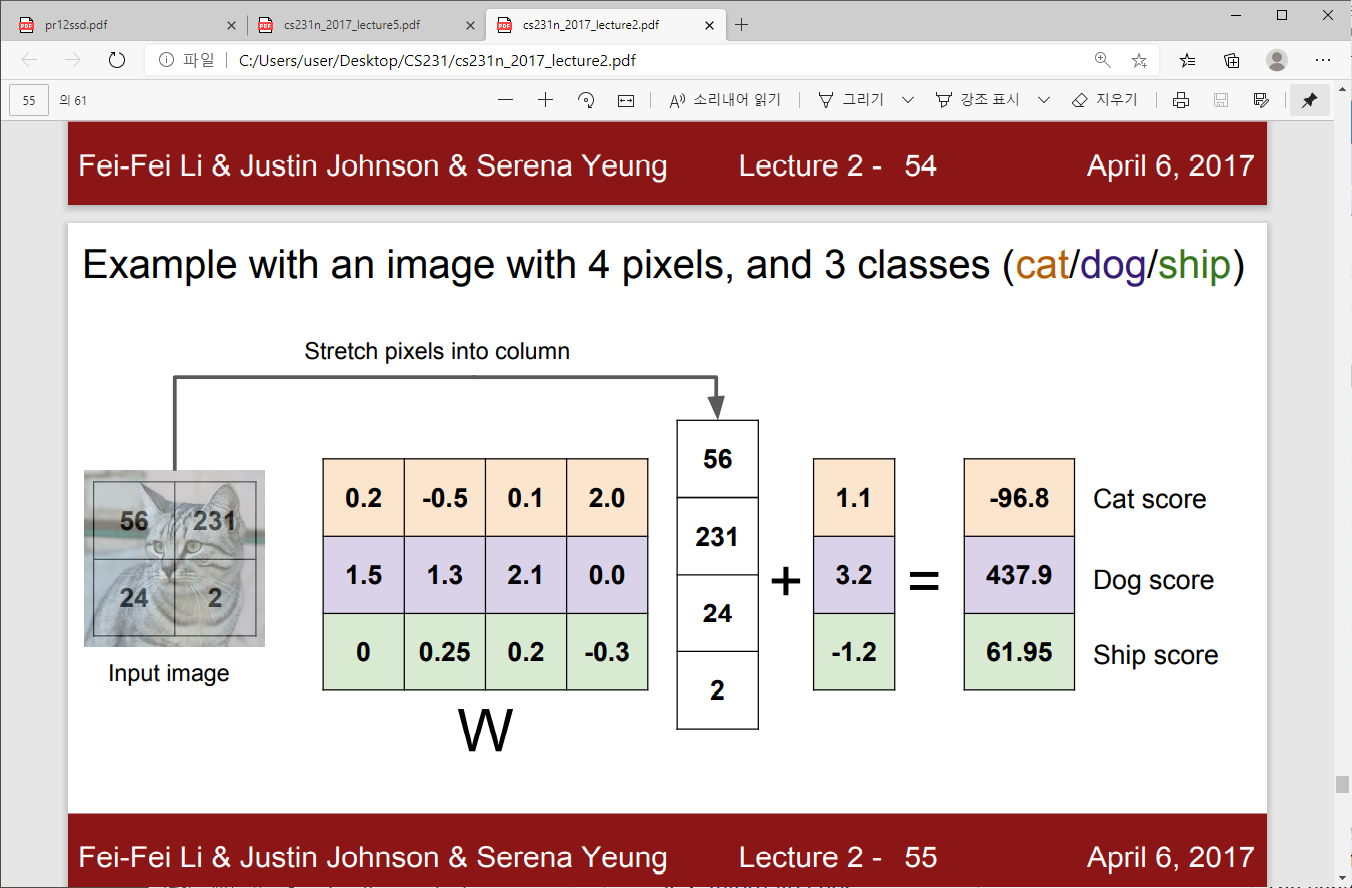 pr12ssd.pdf
cs231n_2017_lecture5.pdf
cs231n_2017_lecture2.pdf
파일 C:/Users/user/Desktop/CS231/cs231n_2017_lecture2.pdf
55 의 61 소리내어 읽기 그리기 강조 표시 지우기
Fei-Fei Li & Justin Johnson & Serena Yeung Lecture 2 - 54 April 6, 2017
Example with an image with 4 pixels, and 3 classes (cat/dog/ship)
Stretch pixels into column
56 231
24 2
Input image
0.2 -0.5 0.1 2.0
1.5 1.3 2.1 0.0
0 0.25 0.2 -0.3
W
56
231
24
2
+
1.1
3.2
-1.2
=
-96.8 Cat score
437.9 Dog score
61.95 Ship score
Fei-Fei Li & Justin Johnson & Serena Yeung Lecture 2 - 55 April 6, 2017